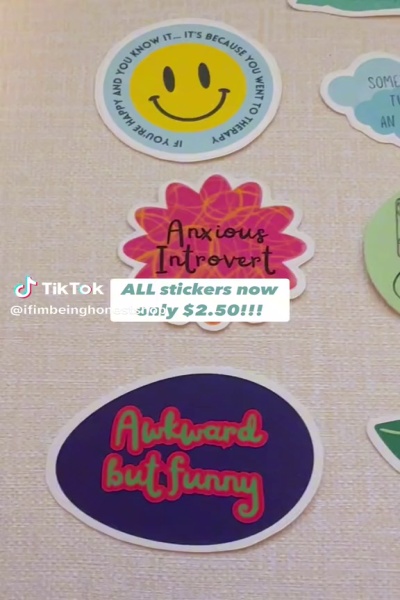 IF YOU'RE HAPPY AND YOU KNOW IT... IT'S BECAUSE YOU WENT TO THERAPY
SOME
AN
Anxious
Introvert
TikTok
ALL stickers now
only $2.50!!!
Awkward
but funny